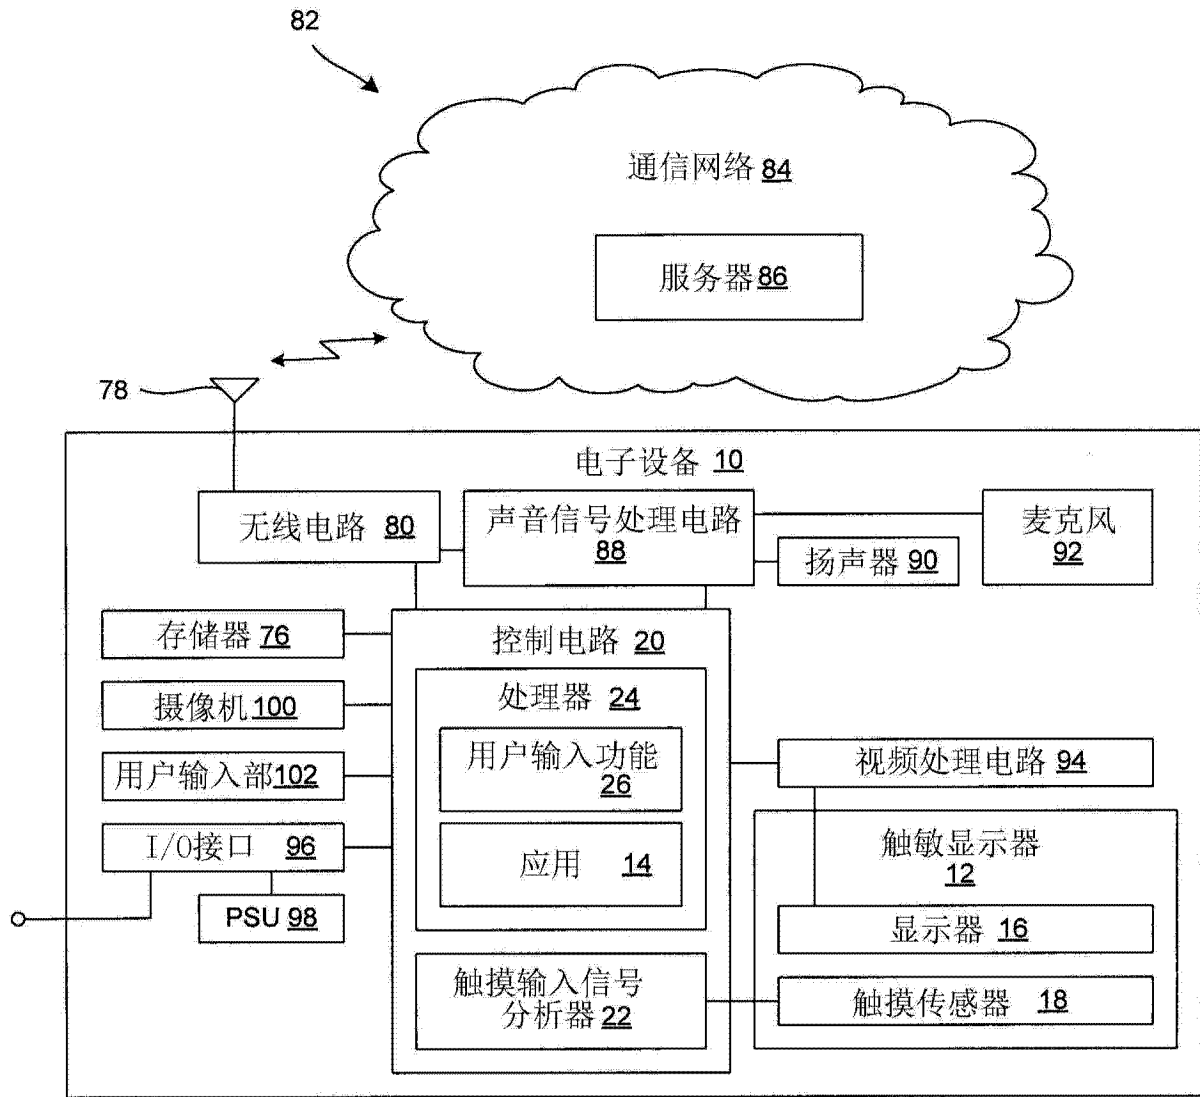 82
通信网络 84
服务器 86
78
电子设备 10
无线电路 80
声音信号处理电路
88
麦克风
92
扬声器 90
存储器 76
控制电路 20
摄像机 100
处理器 24
用户输入部 102
用户输入功能
26
视频处理电路 94
I/O接口 96
应用 14
触敏显示器
12
PSU 98
显示器 16
触摸输入信号
分析器 22
触摸传感器 18